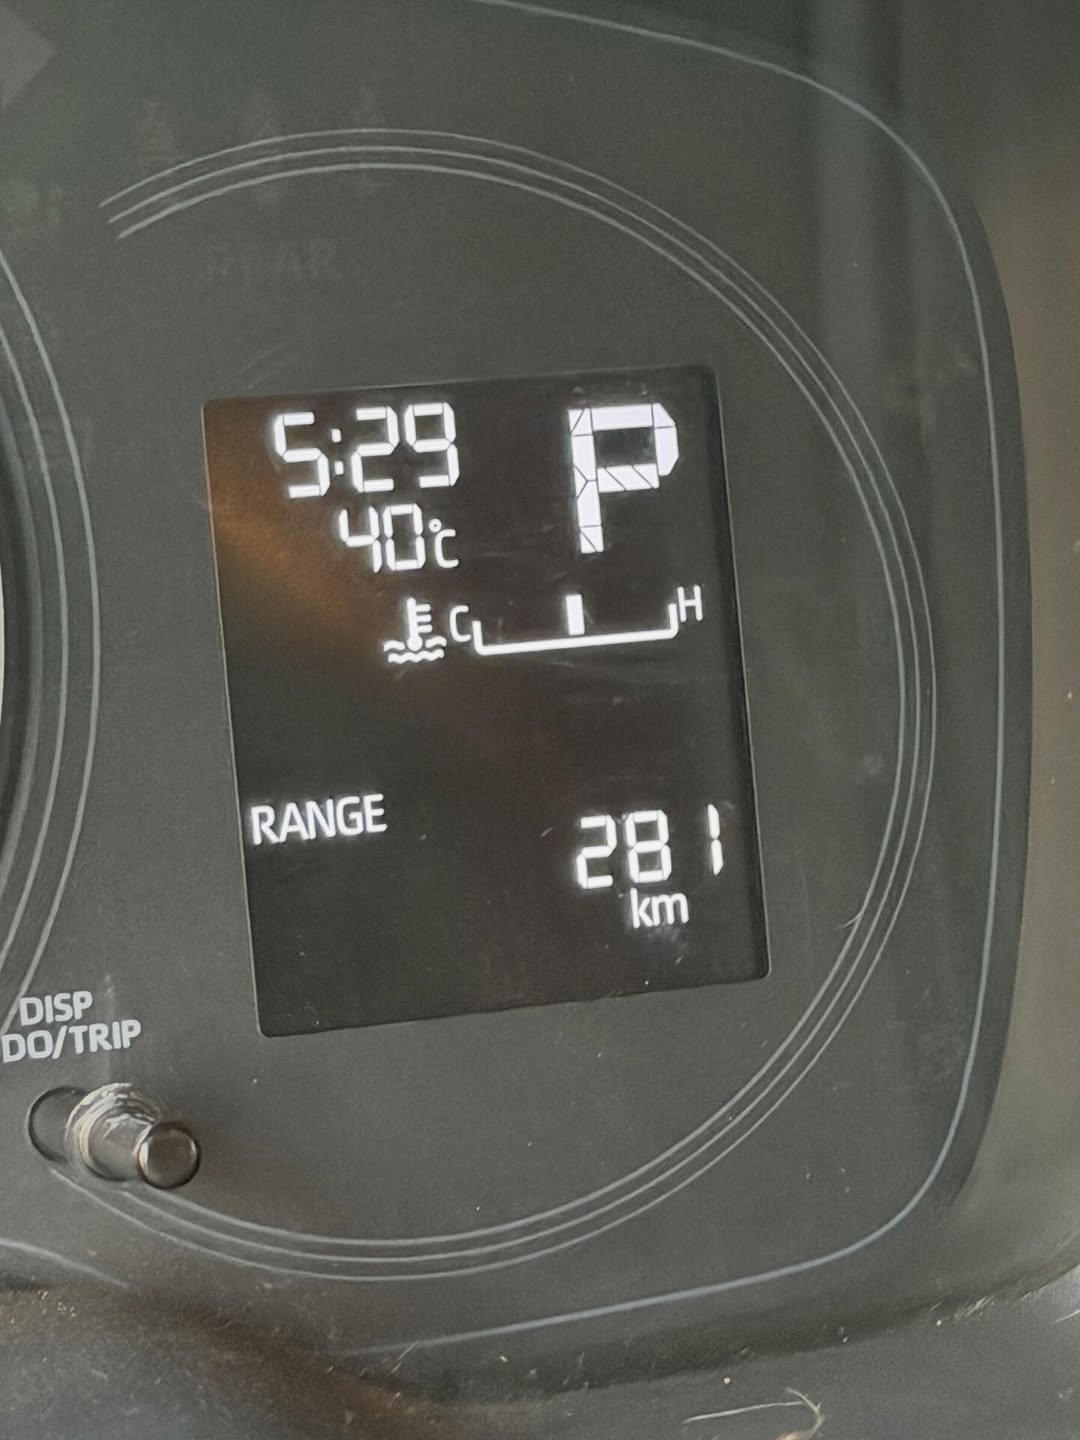 5:29 P
40°C
C H
RANGE
281
km
DISP
DO/TRIP